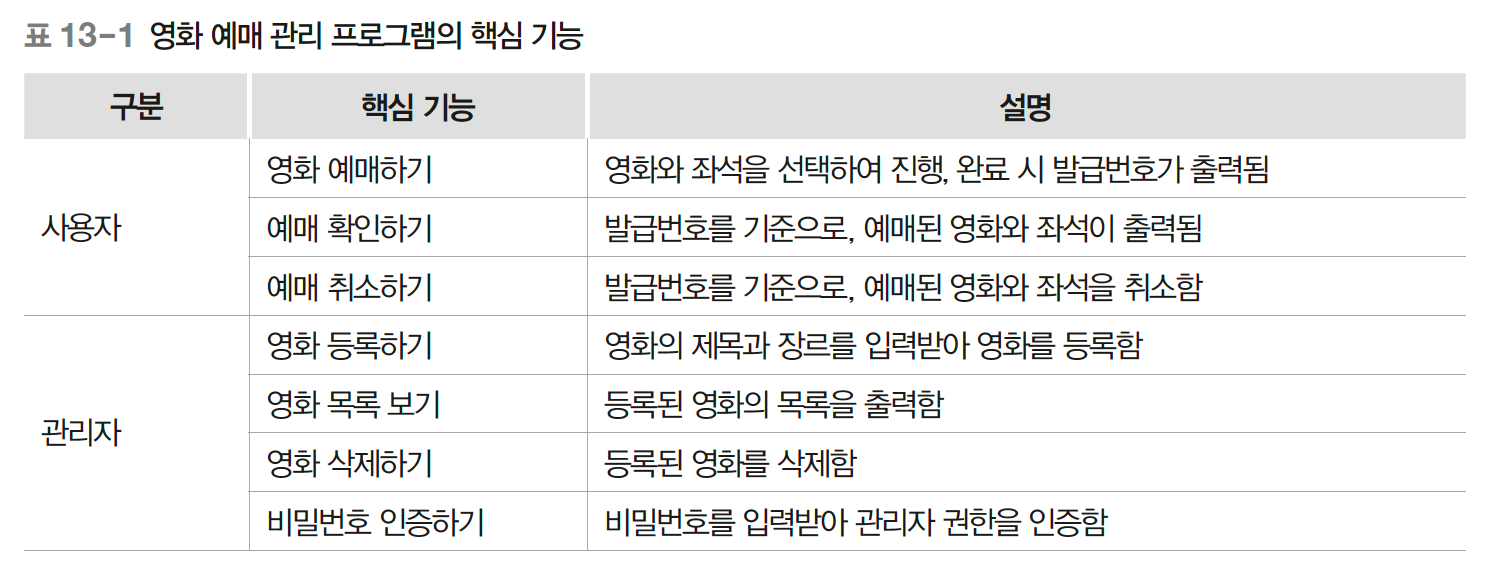 표 13-1 영화 예매 관리 프로그램의 핵심 기능
구분 핵심 기능 설명
사용자
영화 예매하기 영화와 좌석을 선택하여 진행, 완료 시 발급번호가 출력됨
예매 확인하기 발급번호를 기준으로, 예매된 영화와 좌석이 출력됨
예매 취소하기 발급번호를 기준으로, 예매된 영화와 좌석을 취소함
관리자
영화 등록하기 영화의 제목과 장르를 입력받아 영화를 등록함
영화 목록 보기 등록된 영화의 목록을 출력함
영화 삭제하기 등록된 영화를 삭제함
비밀번호 인증하기 비밀번호를 입력받아 관리자 권한을 인증함